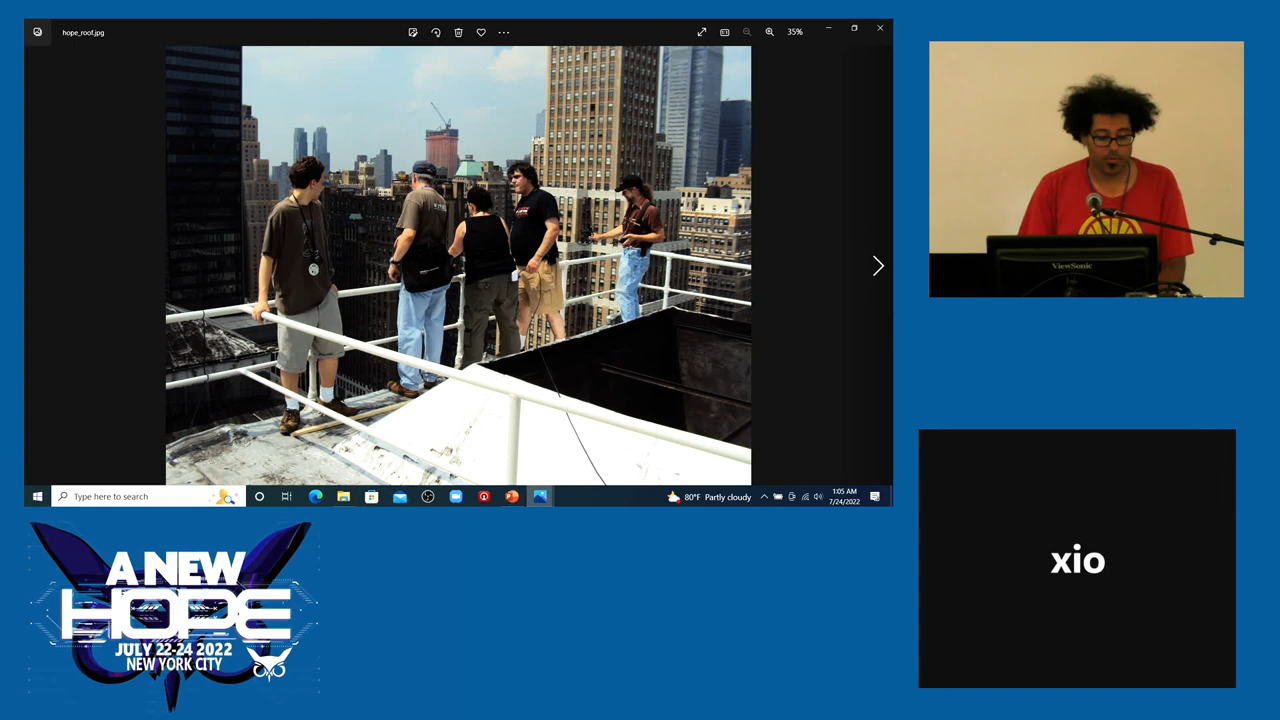 hope_roof.jpg
35%
Type here to search
80°F Partly cloudy
1:05 AM
7/24/2022
ViewSonic
xio
A NEW
HOPE
JULY 22-24 2022
NEW YORK CITY